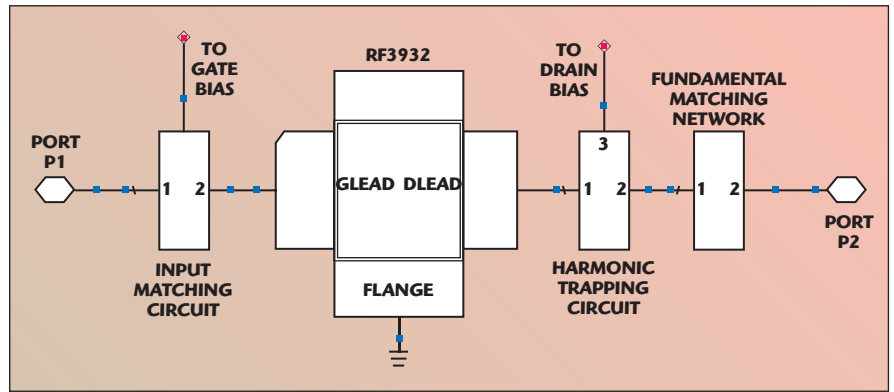 TO
GATE
BIAS
RF3932
TO
DRAIN
BIAS
FUNDAMENTAL
MATCHING
NETWORK
PORT
P1
1 2
GLEAD DLEAD
3
1 2
1 2
PORT
P2
INPUT
MATCHING
CIRCUIT
FLANGE
HARMONIC
TRAPPING
CIRCUIT